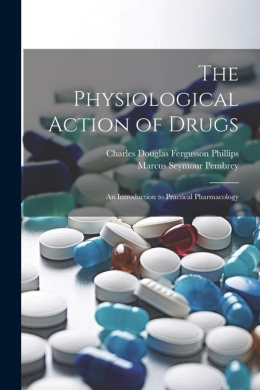 The
Physiological
Action of Drugs
Charles Douglas Fergusson Phillips
Marcus Seymour Pembrey
An Introduction to Practical Pharmacology